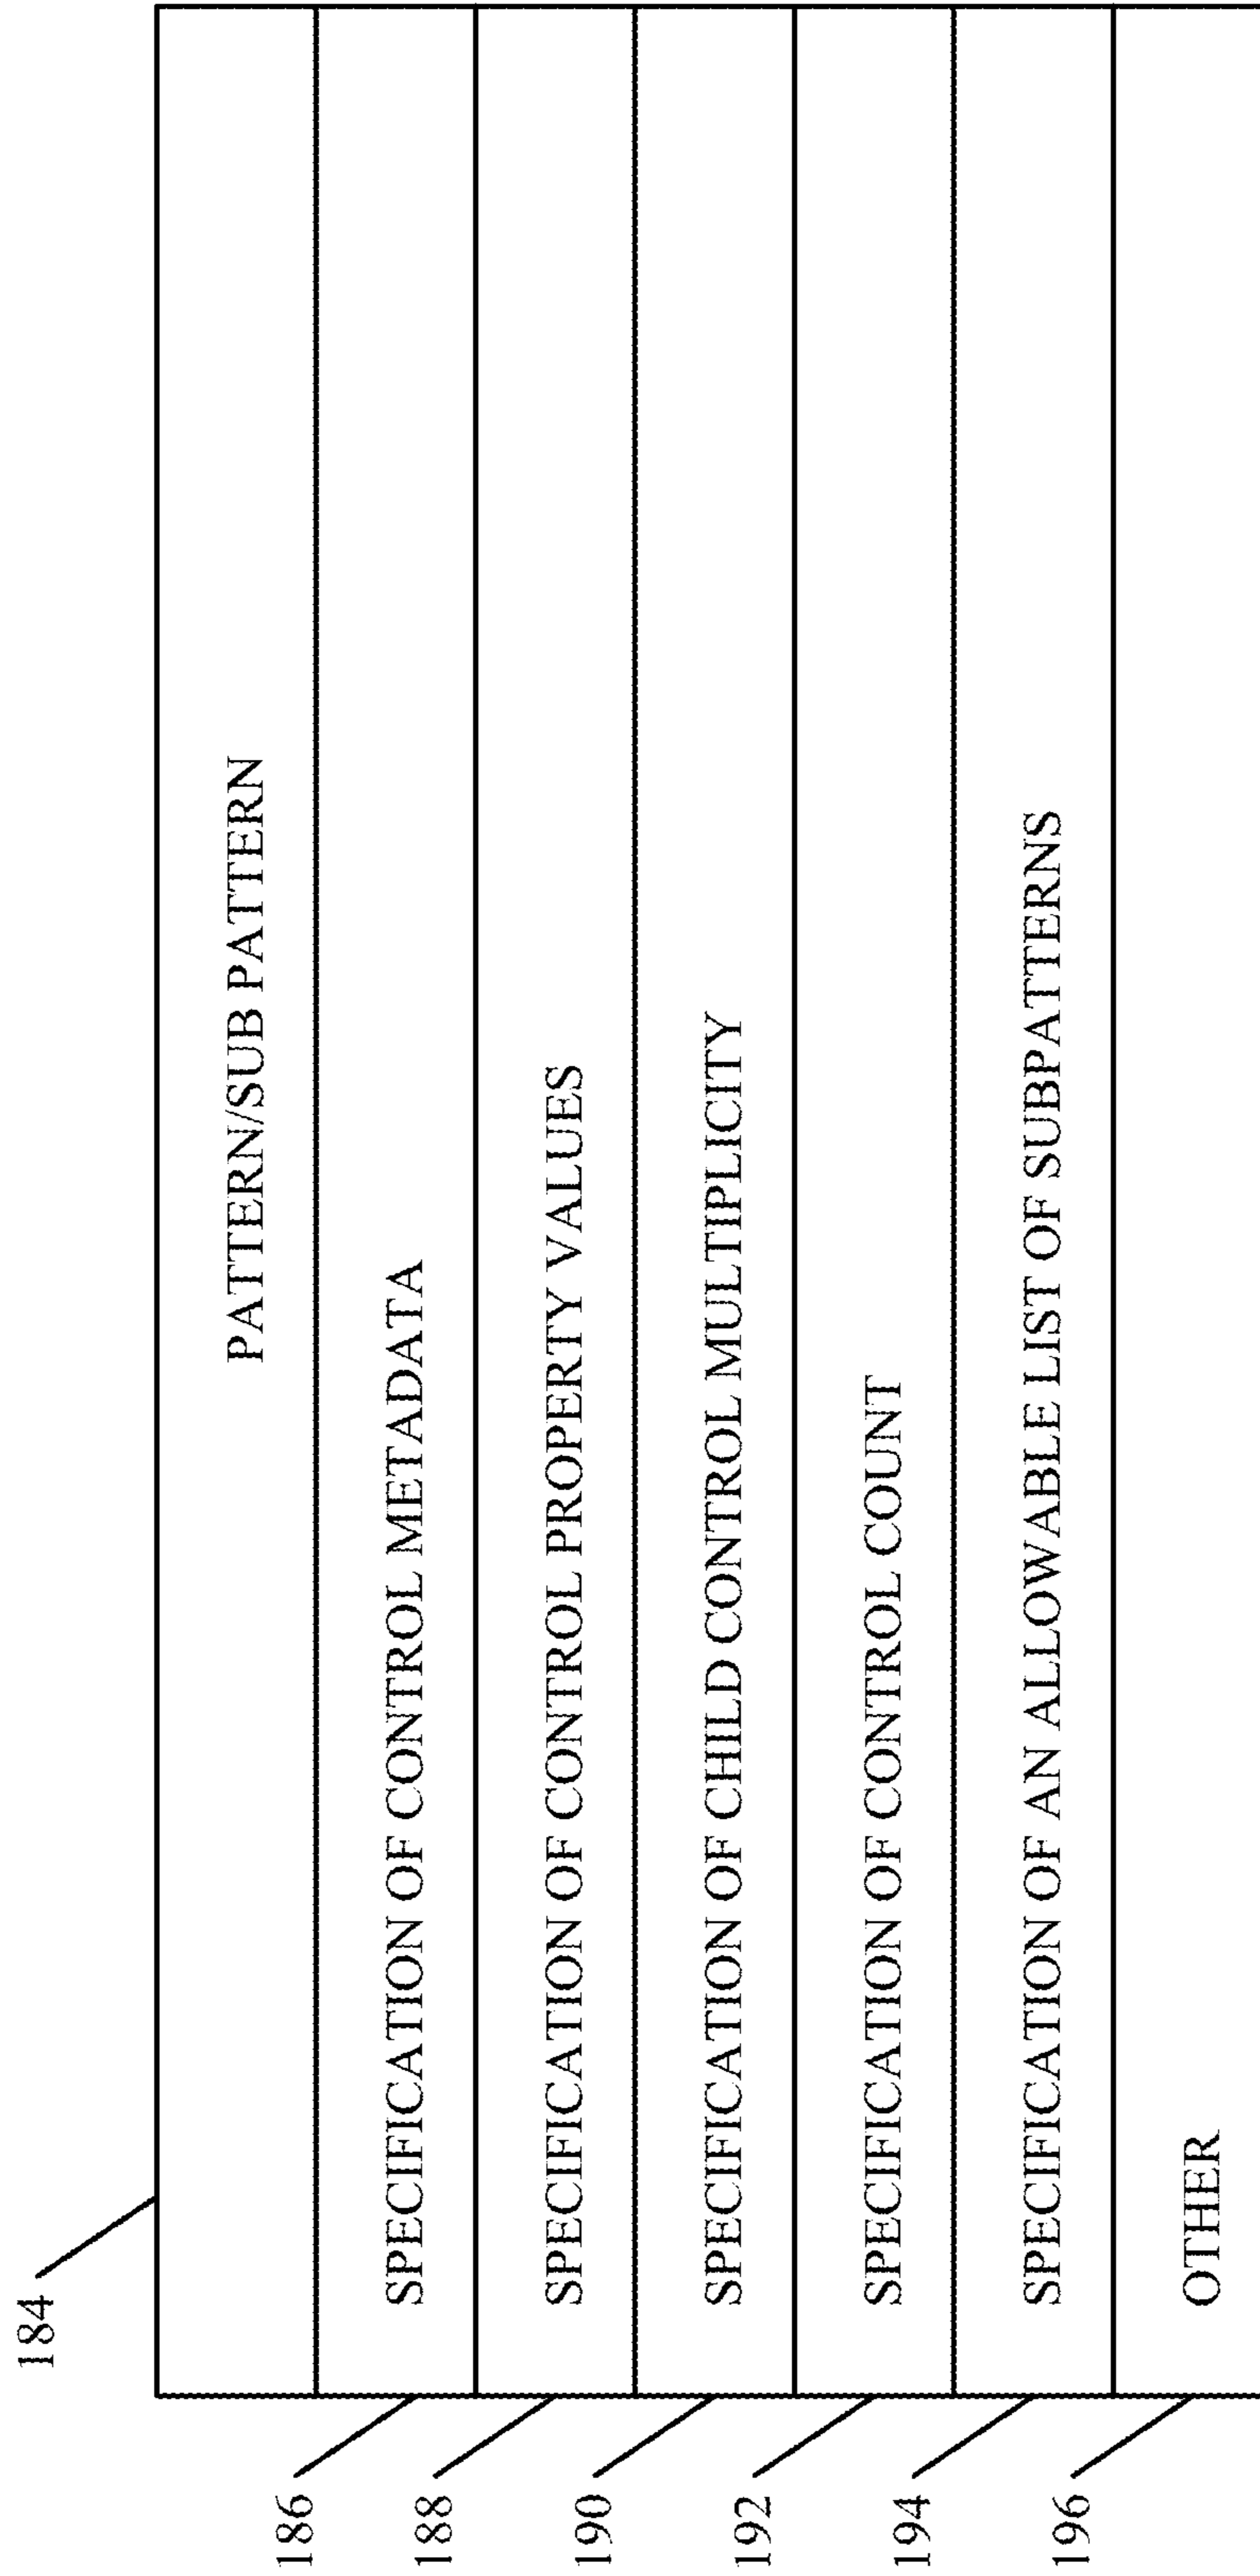 184
PATTERN/SUB PATTERN
186
SPECIFICATION OF CONTROL METADATA
188
SPECIFICATION OF CONTROL PROPERTY VALUES
190
SPECIFICATION OF CHILD CONTROL MULTIPLICITY
192
SPECIFICATION OF CONTROL COUNT
194
SPECIFICATION OF AN ALLOWABLE LIST OF SUBPATTERNS
196
OTHER